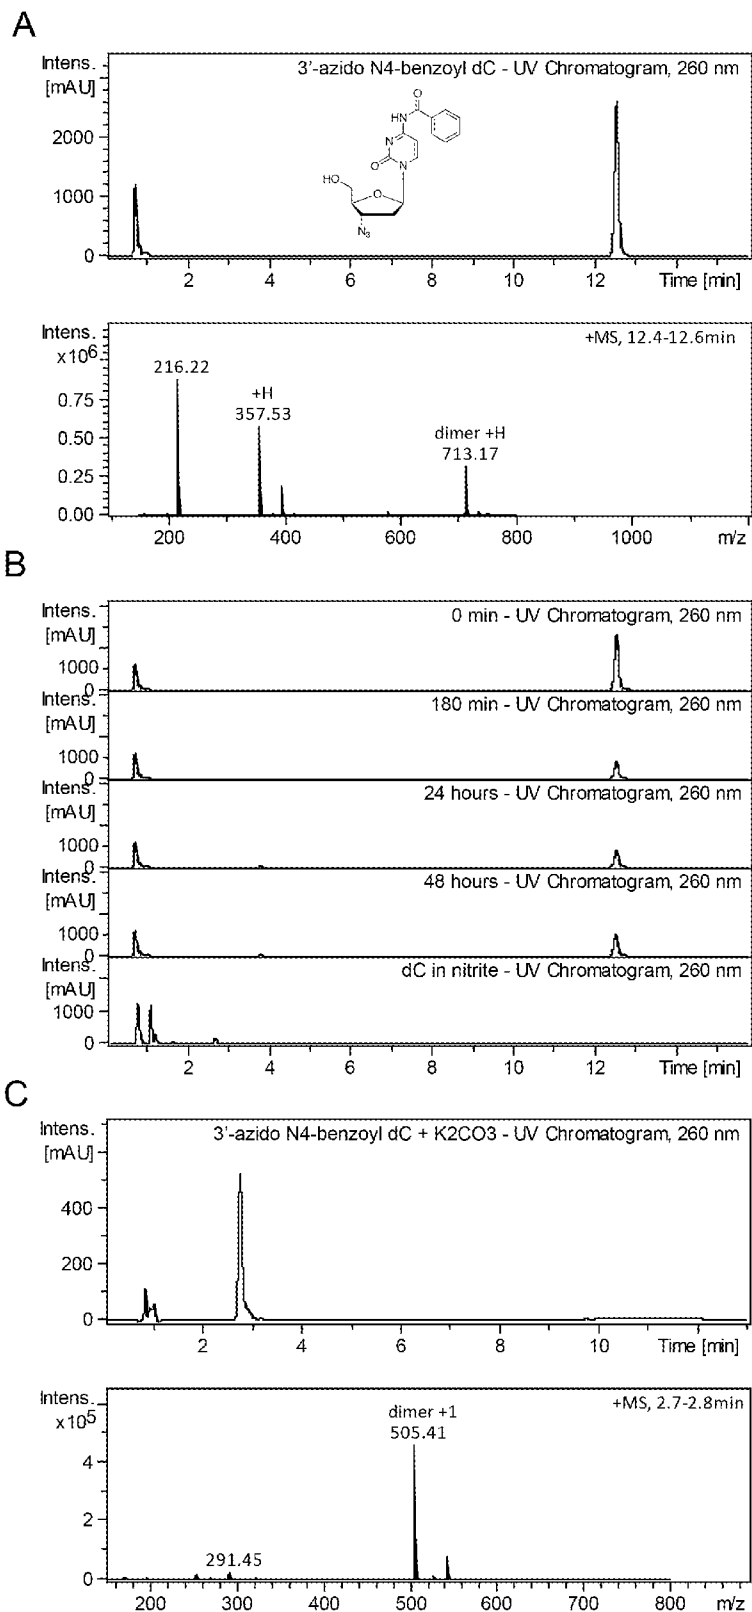 A
Intens.
[mAU]
3'-azido N4-benzoyl dC - UV Chromatogram, 260 nm
2000
1000
0
O
HN
N
O
N
HO
O
N3
2 4 6 8 10 12 Time [min]
Intens.
x10^6
+MS, 12.4-12.6min
216.22
+H
357.53
dimer +H
713.17
0.75
0.50
0.25
0.00
200 400 600 800 1000 m/z
B
Intens.
[mAU]
0 min - UV Chromatogram, 260 nm
1000
0
Intens.
[mAU]
180 min - UV Chromatogram, 260 nm
1000
0
Intens.
[mAU]
24 hours - UV Chromatogram, 260 nm
1000
0
Intens.
[mAU]
48 hours - UV Chromatogram, 260 nm
1000
0
Intens.
[mAU]
dC in nitrite - UV Chromatogram, 260 nm
1000
0
2 4 6 8 10 12 Time [min]
C
Intens.
[mAU]
3'-azido N4-benzoyl dC + K2CO3 - UV Chromatogram, 260 nm
400
200
0
2 4 6 8 10 Time [min]
Intens.
x10^5
+MS, 2.7-2.8min
dimer +1
505.41
291.45
4
2
0
200 300 400 500 600 700 800 m/z